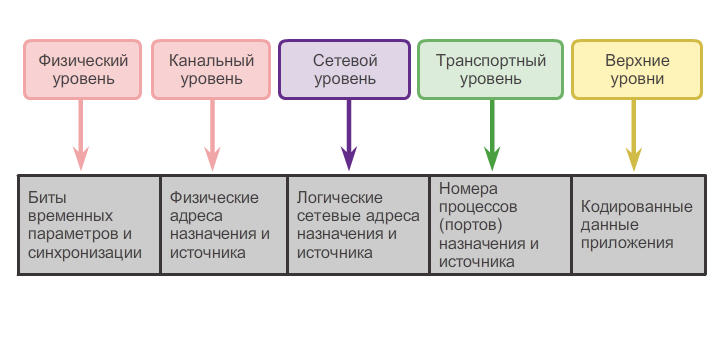 Физический
уровень
Канальный
уровень
Сетевой
уровень
Транспортный
уровень
Верхние
уровни
Биты
временных
параметров и
синхронизации
Физические
адреса
назначения и
источника
Логические
сетевые адреса
назначения и
источника
Номера
процессов
(портов)
назначения и
источника
Кодированные
данные
приложения